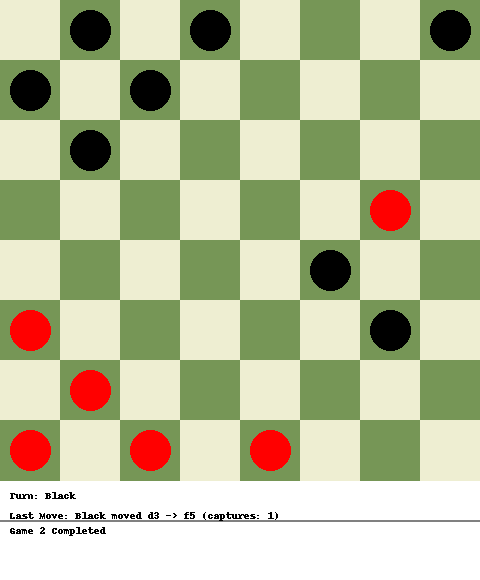 Turn: Black
Last Move: Black moved d3 -> f5 (captures: 1)
Game 2 Completed